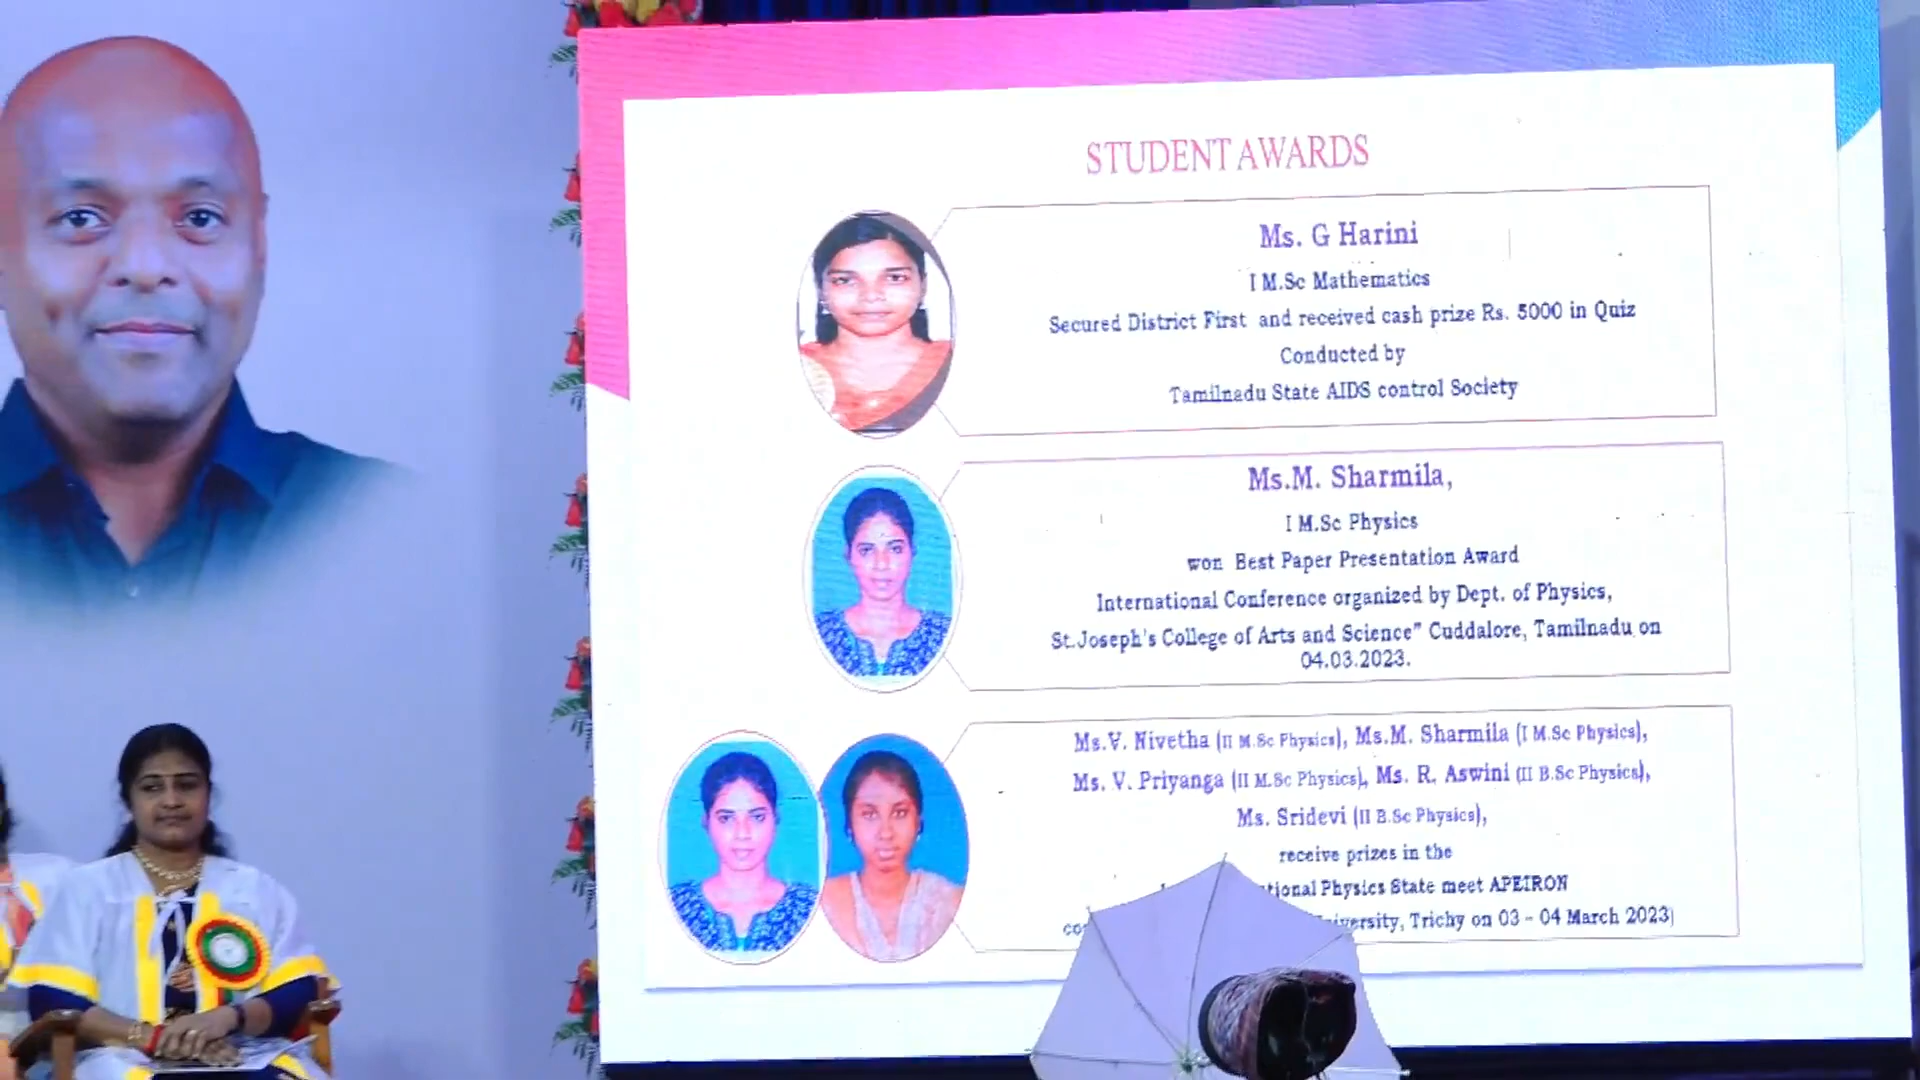 STUDENT AWARDS
Ms. G Harini
I M.Sc Mathematics
Secured District First and received cash prize Rs. 5000 in Quiz
Conducted by
Tamilnadu State AIDS control Society
Ms.M. Sharmila,
I M.Sc Physics
won Best Paper Presentation Award
International Conference organized by Dept. of Physics,
St.Joseph's College of Arts and Science" Cuddalore, Tamilnadu on
04.03.2023.
Ms.V. Nivetha (II M.Sc Physics), Ms.M. Sharmila (I M.Sc Physics),
Ms. V. Priyanga (II M.Sc Physics), Ms. R. Aswini (II B.Sc Physics),
Ms. Sridevi (II B.Sc Physics),
receive prizes in the
Physics State meet APEIRON
Trichy on 03 - 04 March 2023)